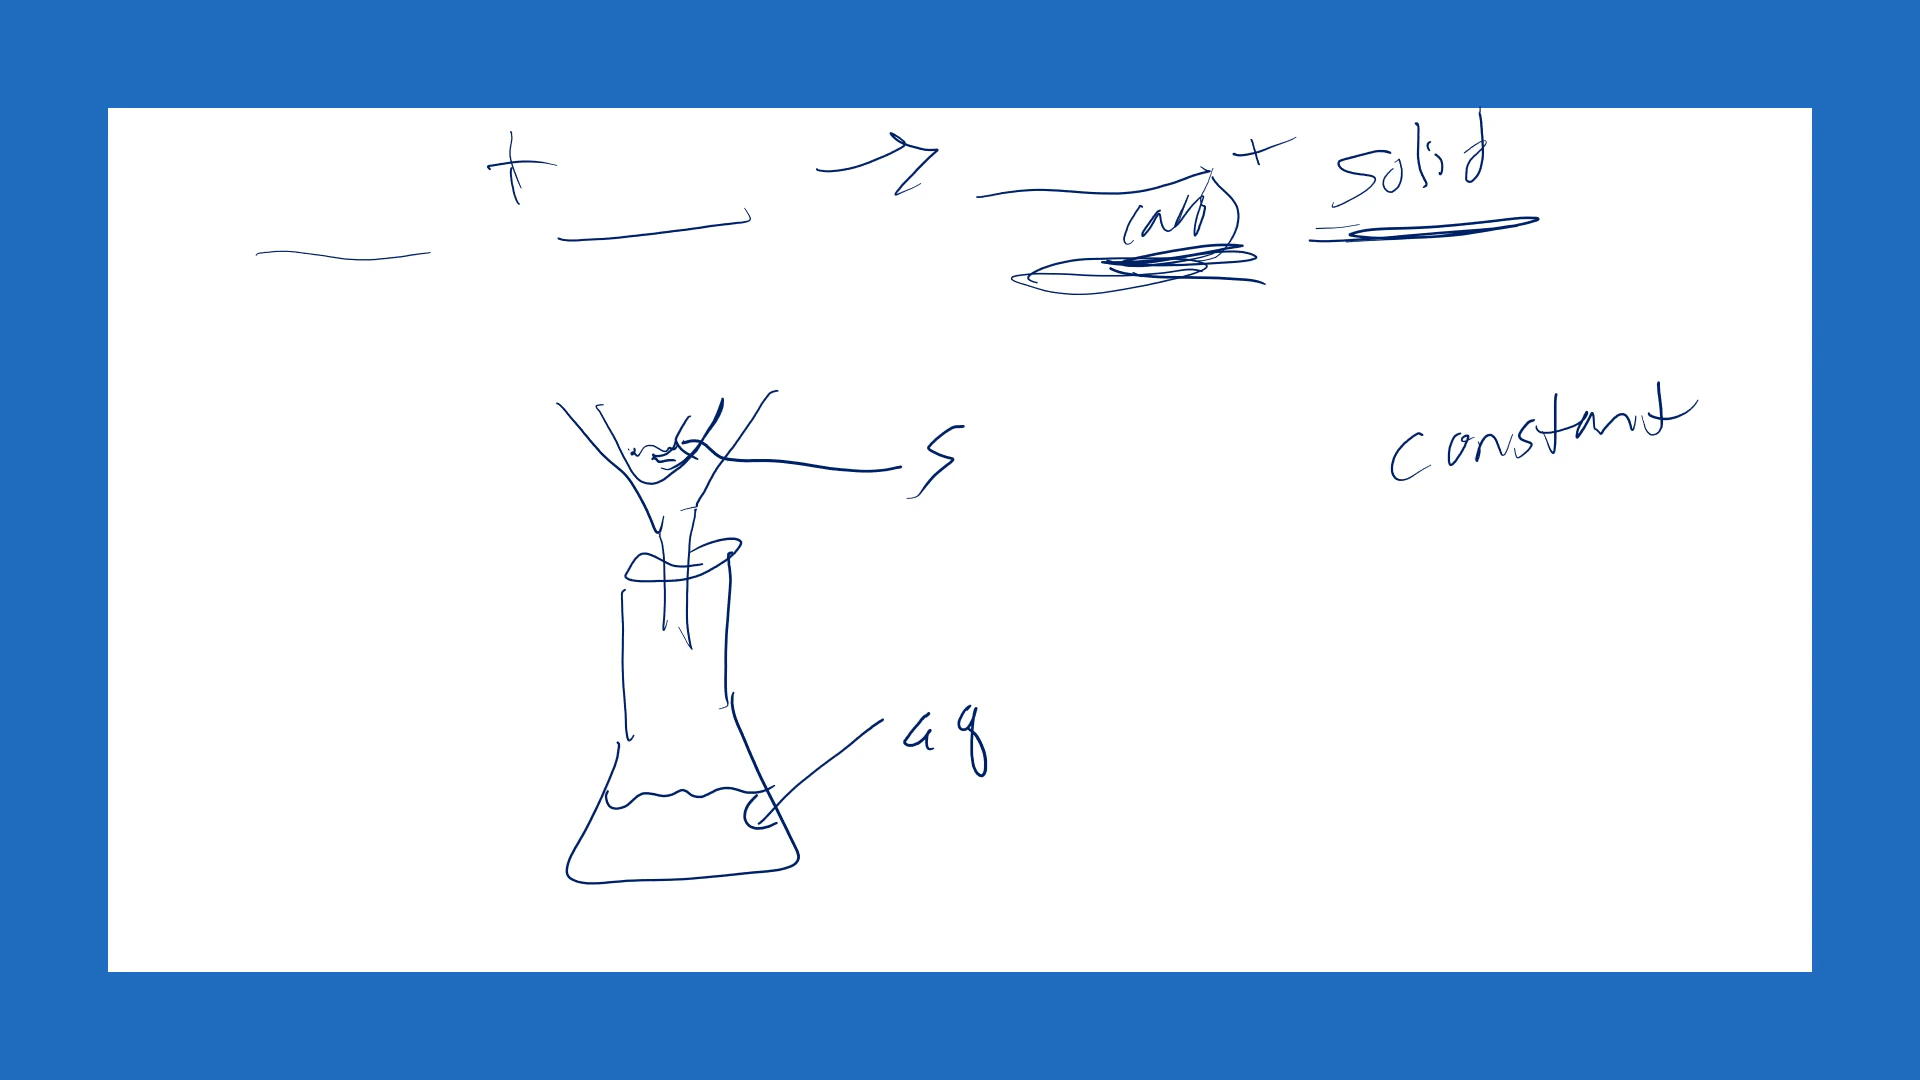 + → + solid
constant
S
aq